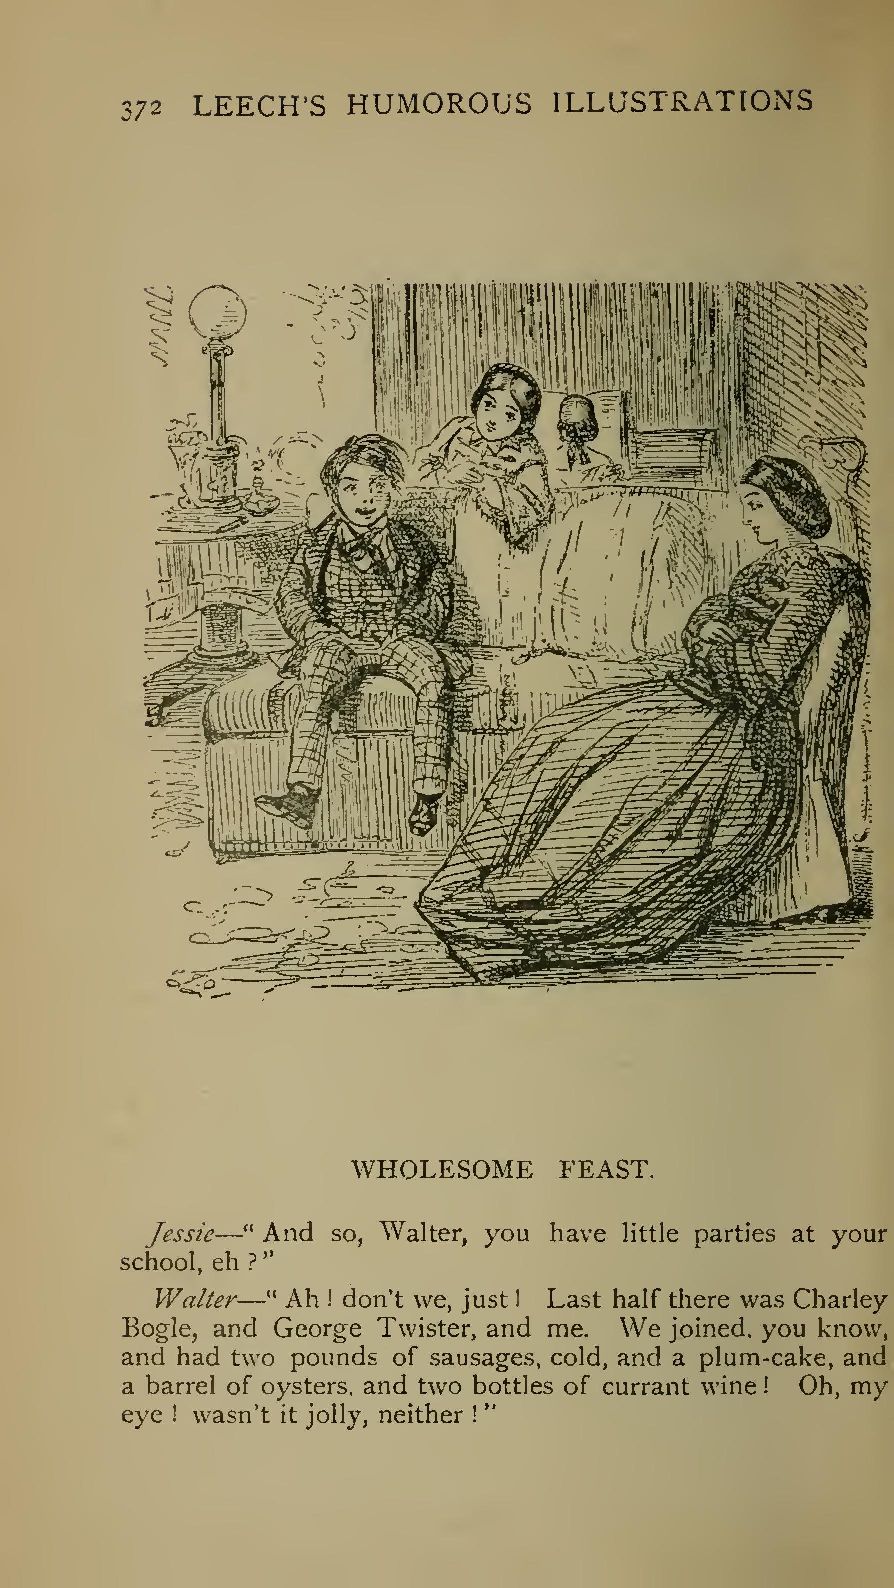 372 LEECH'S HUMOROUS ILLUSTRATIONS
WHOLESOME FEAST.
Jessie—“ And so, Walter, you have little parties at your
school, eh ?”
Walter—“ Ah ! don't we, just ! Last half there was Charley
Bogle, and George Twister, and me. We joined, you know,
and had two pounds of sausages, cold, and a plum-cake, and
a barrel of oysters, and two bottles of currant wine ! Oh, my
eye ! wasn't it jolly, neither !”